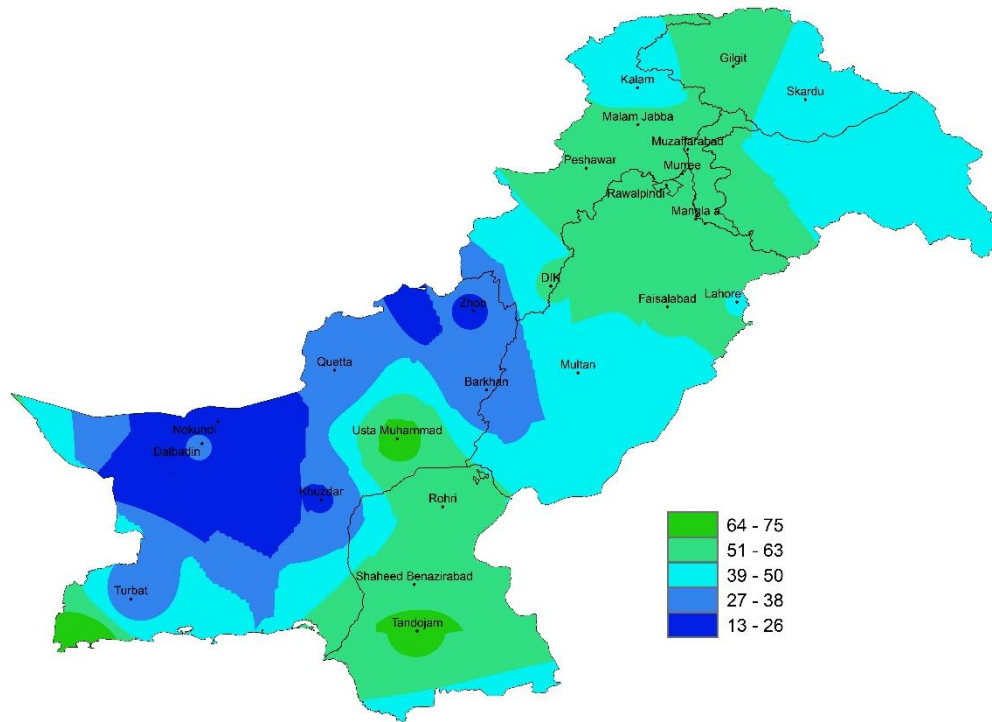 Gilgit
Kalam
Skardu
Malam Jabba
Muzaffarabad
Peshawar
Murree
Rawalpindi
Mangla a
DIK
Lahore
Faisalabad
Zhob
Quetta
Multan
Barkhan
Nokundi
Usta Muhammad
Dalbadin
Khuzdar
Rohri
Shaheed Benazirabad
Turbat
Tandojam
64 - 75
51 - 63
39 - 50
27 - 38
13 - 26